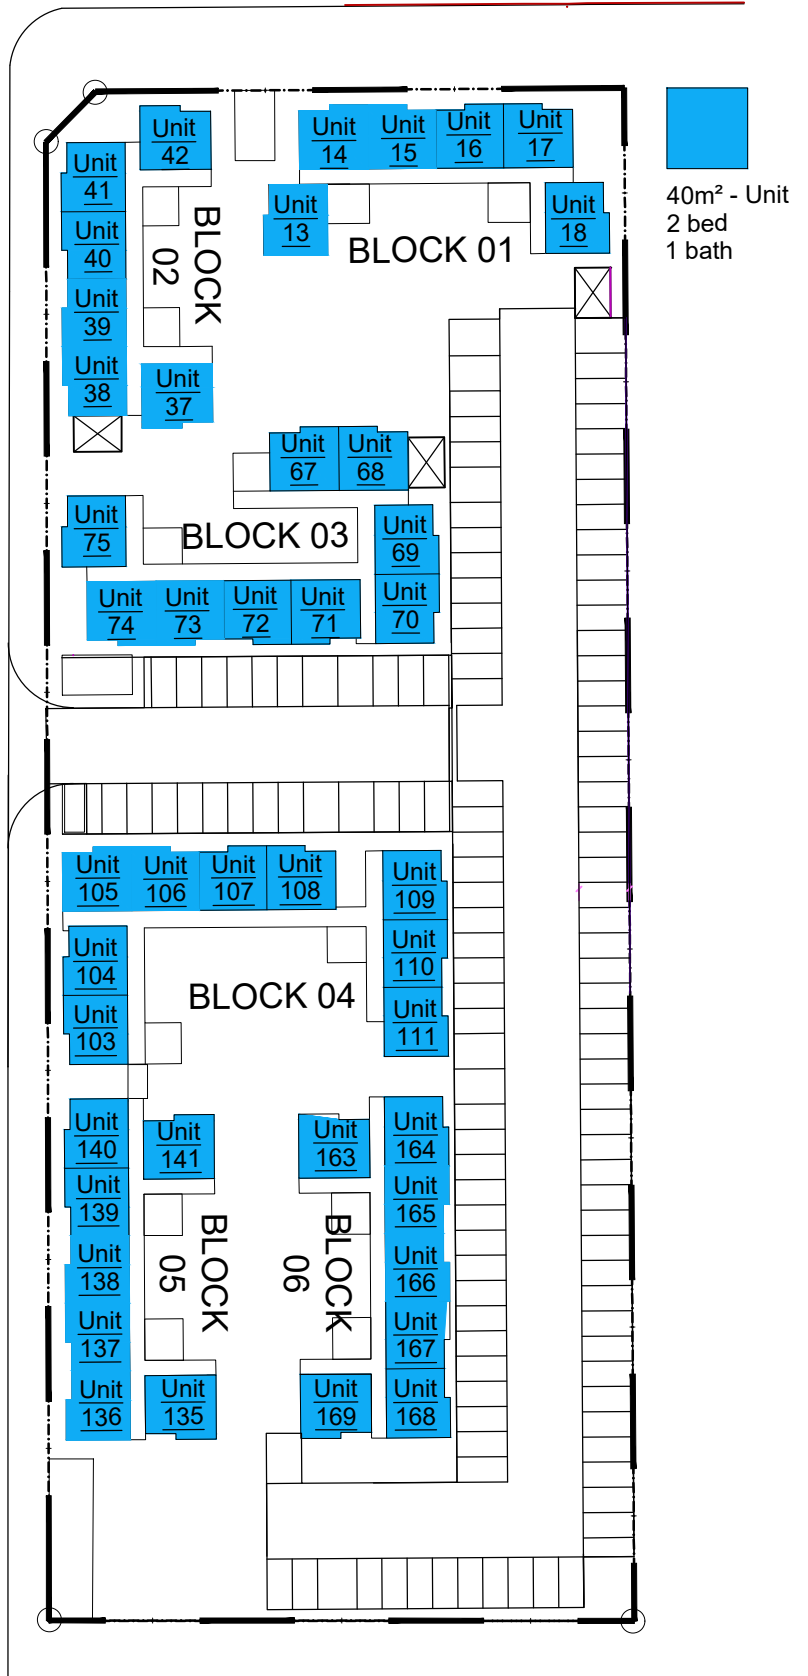 Unit
42
Unit
14
Unit
15
Unit
16
Unit
17
40m² - Unit
2 bed
1 bath
Unit
41
Unit
40
Unit
39
Unit
38
Unit
37
BLOCK
02
Unit
13
BLOCK 01
Unit
18
Unit
67
Unit
68
Unit
75
BLOCK 03
Unit
69
Unit
70
Unit
74
Unit
73
Unit
72
Unit
71
Unit
105
Unit
106
Unit
107
Unit
108
Unit
109
Unit
104
Unit
110
BLOCK 04
Unit
103
Unit
111
Unit
140
Unit
141
Unit
163
Unit
164
Unit
139
Unit
165
BLOCK
05
BLOCK
06
Unit
138
Unit
166
Unit
137
Unit
167
Unit
136
Unit
135
Unit
169
Unit
168